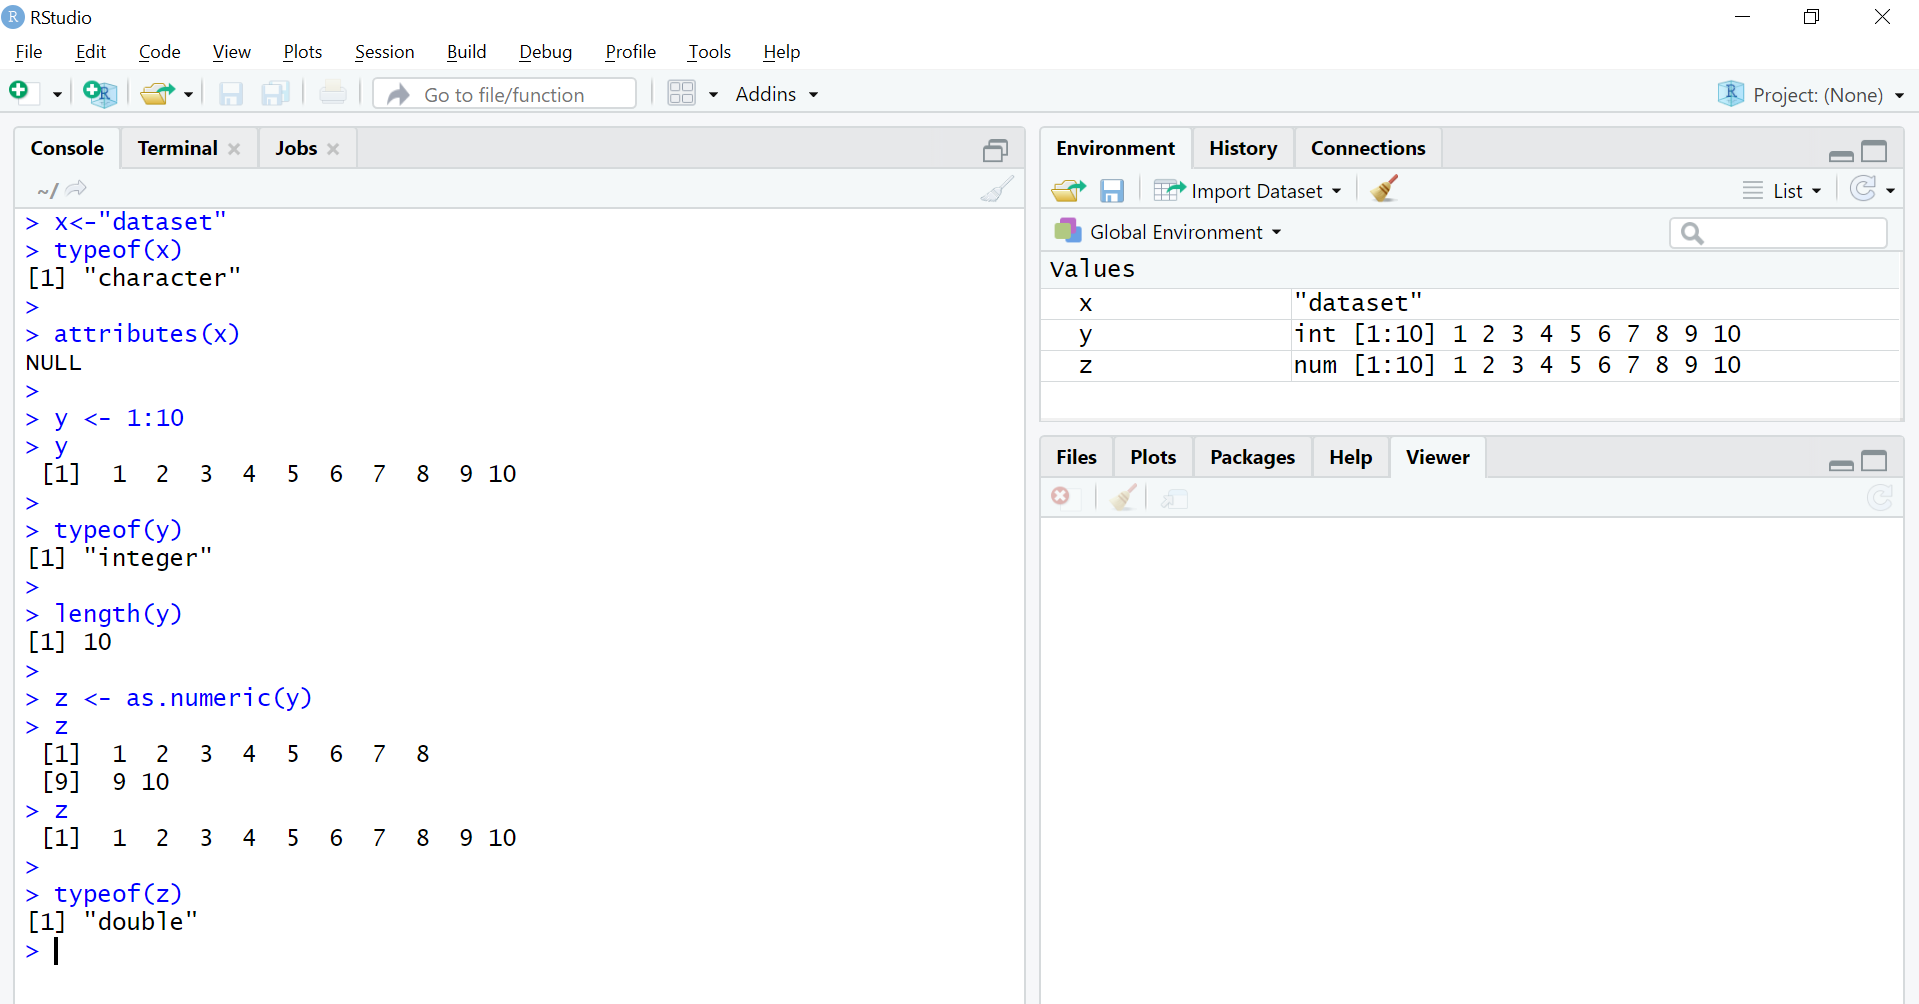 RStudio
File Edit Code View Plots Session Build Debug Profile Tools Help
Go to file/function Addins Project: (None)
Console Terminal Jobs
~/
> x<-"dataset"
> typeof(x)
[1] "character"
>
> attributes(x)
NULL
>
> y <- 1:10
> y
 [1]  1  2  3  4  5  6  7  8  9 10
>
> typeof(y)
[1] "integer"
>
> length(y)
[1] 10
>
> z <- as.numeric(y)
> z
 [1]  1  2  3  4  5  6  7  8
 [9]  9 10
> z
 [1]  1  2  3  4  5  6  7  8  9 10
>
> typeof(z)
[1] "double"
>
Environment History Connections
Import Dataset List
Global Environment
Values
x "dataset"
y int [1:10] 1 2 3 4 5 6 7 8 9 10
z num [1:10] 1 2 3 4 5 6 7 8 9 10
Files Plots Packages Help Viewer